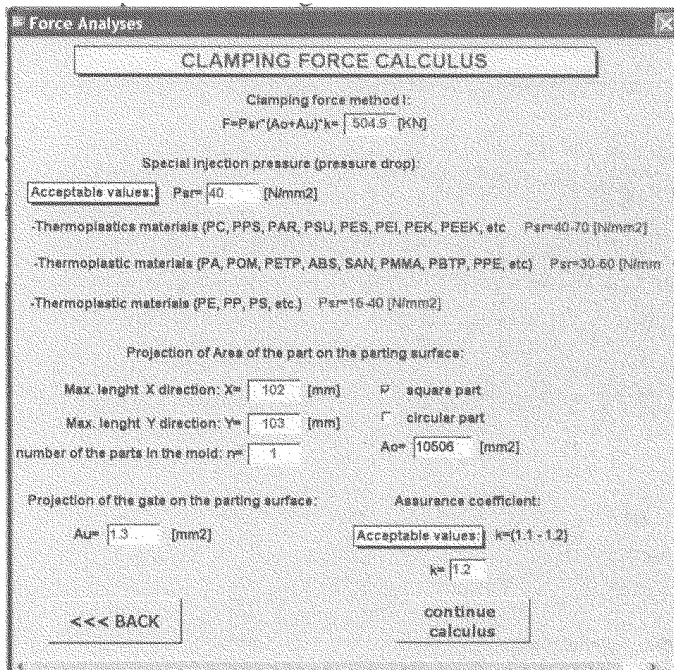 Force Analyses
CLAMPING FORCE CALCULUS
Clamping force method I:
F=Psr*(Ao+Au)*k= 504.9 [KN]
Special injection pressure (pressure drop):
Acceptable values: Psr= 40 [N/mm2]
-Thermoplastics materials (PC, PPS, PAR, PSU, PES, PEI, PEK, PEEK, etc Psr=40-70 [N/mm2]
-Thermoplastic materials (PA, POM, PETP, ABS, SAN, PMMA, PBTP, PPE, etc) Psr=30-50 [N/mm
-Thermoplastic materials (PE, PP, PS, etc.) Psr=15-40 [N/mm2]
Projection of Area of the part on the parting surface:
Max. lenght X direction: X= 102 [mm] square part
Max. lenght Y direction: Y= 103 [mm] circular part
number of the parts in the mold: n= 1 Ao= 10506 [mm2]
Projection of the gate on the parting surface: Assurance coefficient:
Au= 1.3 [mm2] Acceptable values: k=(1.1 - 1.2)
k= 1.2
<<< BACK continue
calculus